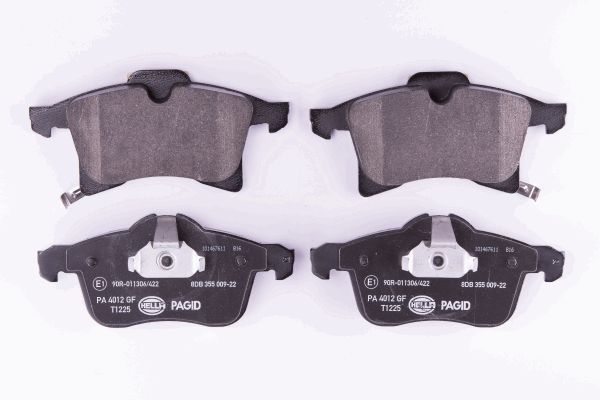 101467611 B16
E1 90R-011306/422 8DB 355 009-22
PA 4012 GF HELLA PAGID
T1225
101467611 B16
E1 90R-011306/422 8DB 355 009-22
PA 4012 GF HELLA PAGID
T1225